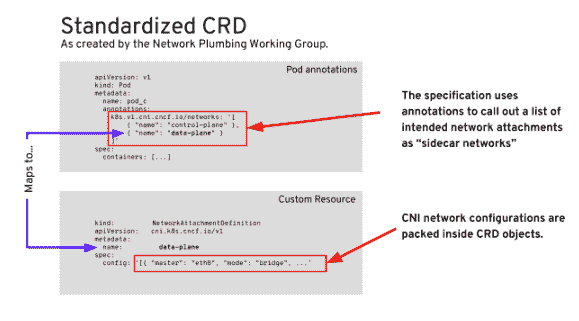 Standardized CRD
As created by the Network Plumbing Working Group.
Pod annotations
apiVersion: v1
kind: Pod
metadata:
name: pod_c
annotations:
k8s.v1.cni.cncf.io/networks: '[
{ "name": "control-plane" },
{ "name": "data-plane" }
]'
spec:
containers: [...]
The specification uses
annotations to call out a list of
intended network attachments
as “sidecar networks”
Maps to...
Custom Resource
kind: NetworkAttachmentDefinition
apiVersion: cni.k8s.cncf.io/v1
metadata:
name: data-plane
spec:
config: '[{ "master": "eth0", "mode": "bridge", ...'
CNI network configurations are
packed inside CRD objects.